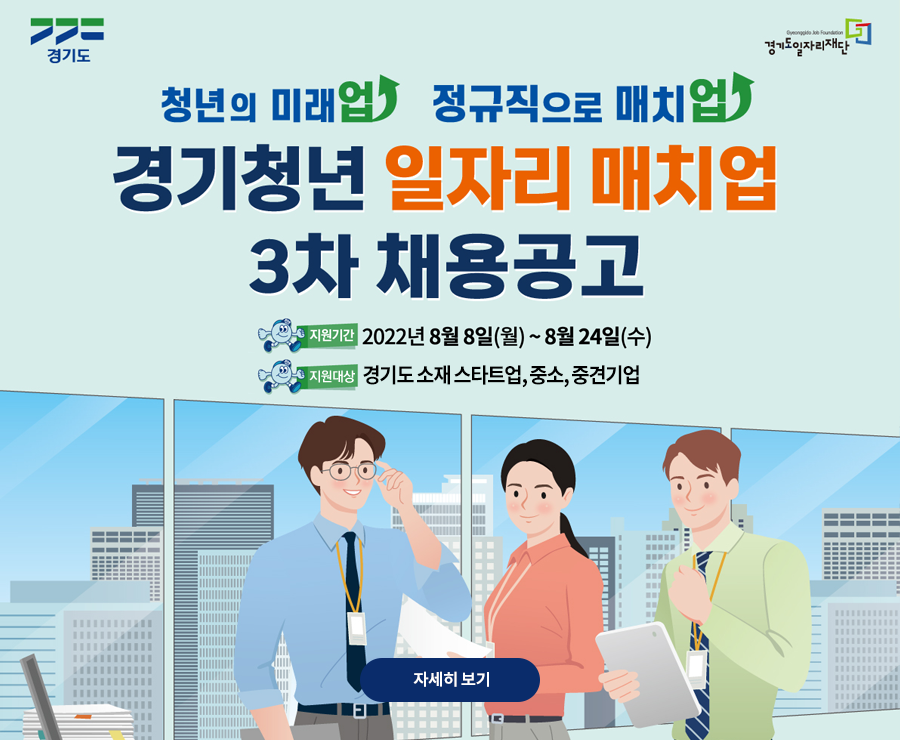 경기도
Gyeonggido Job Foundation
경기도일자리재단
청년의 미래업 정규직으로 매치업
경기청년 일자리 매치업
3차 채용공고
지원기간 2022년 8월 8일(월) ~ 8월 24일(수)
지원대상 경기도 소재 스타트업, 중소, 중견기업
자세히 보기